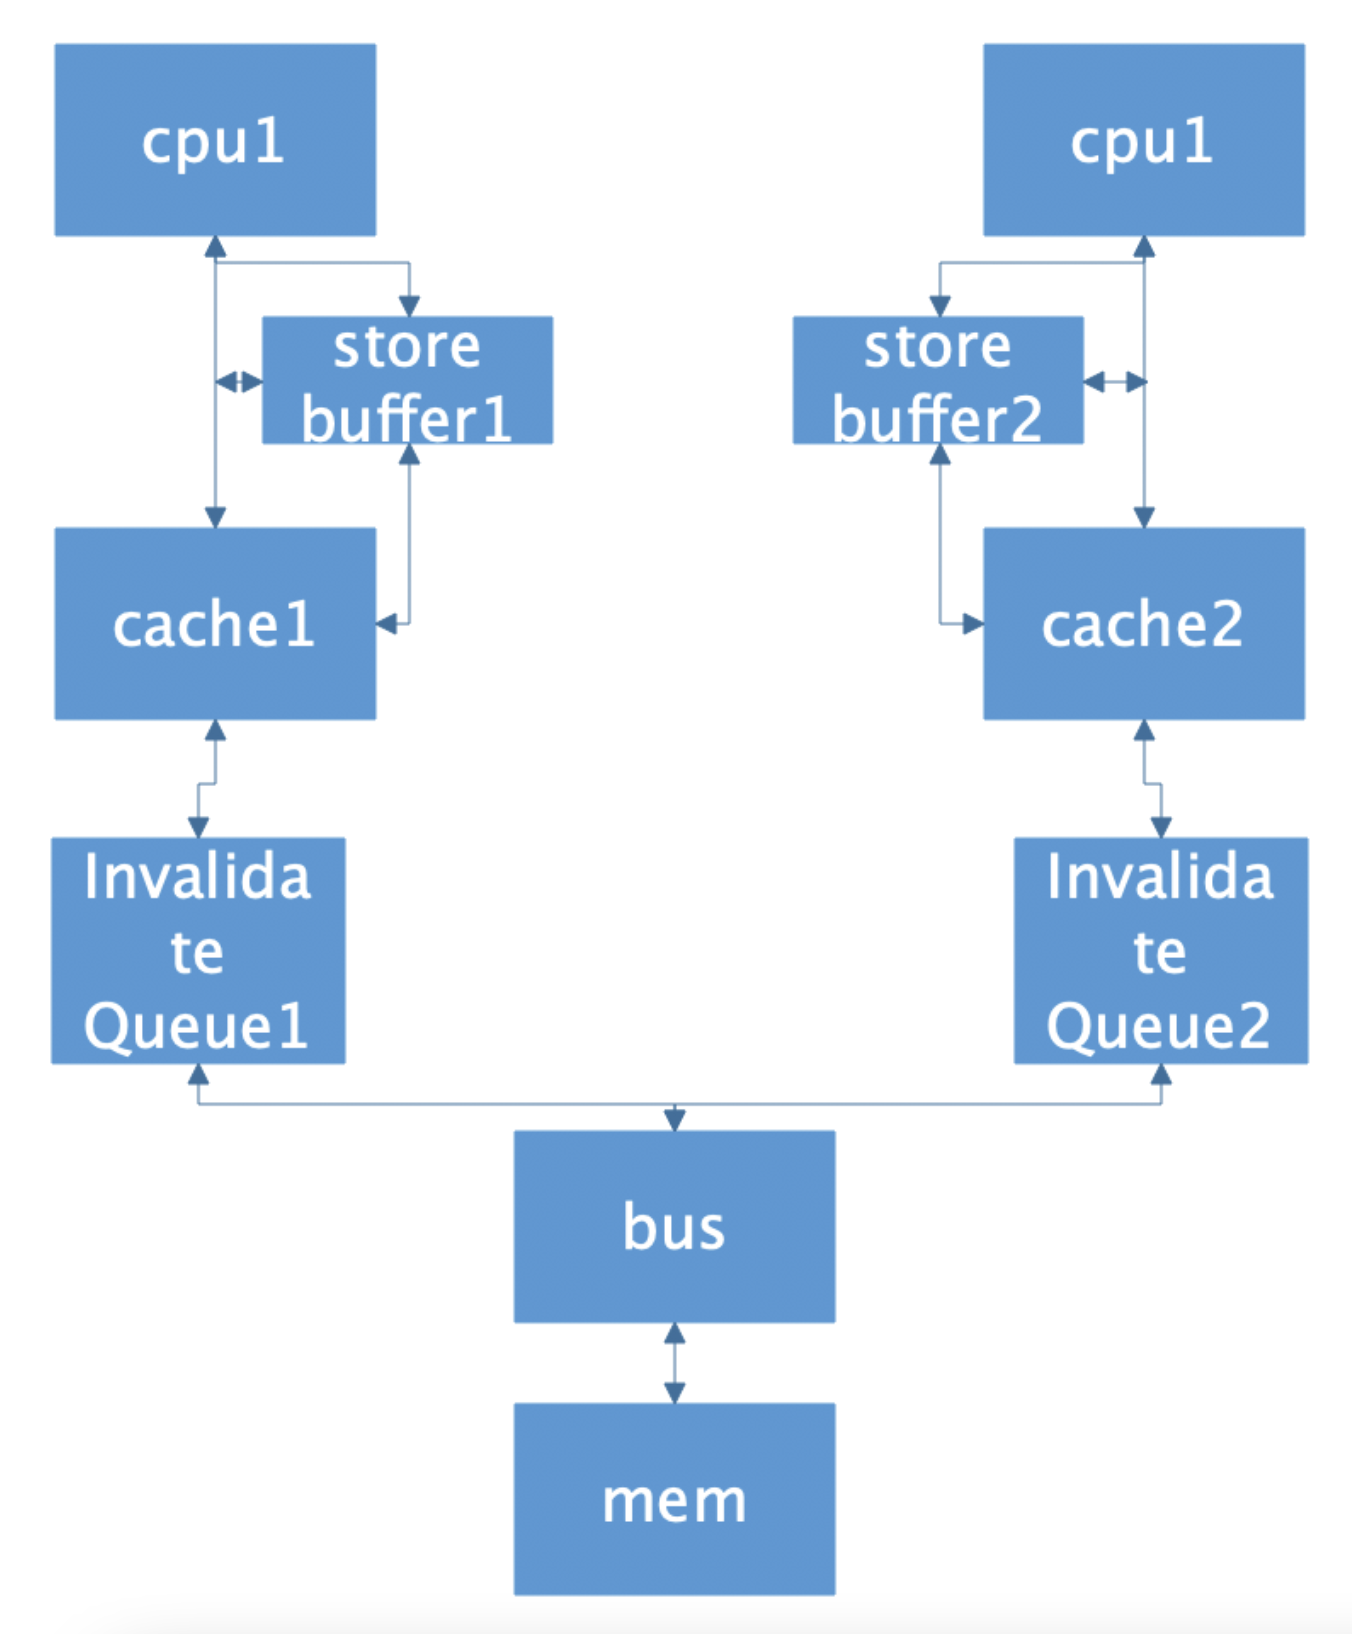 cpu1
cpu1
store
buffer1
store
buffer2
cache1
cache2
Invalida
te
Queue1
Invalida
te
Queue2
bus
mem